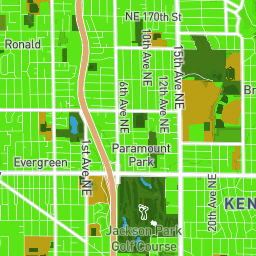 NE 170th St
Ronald
10th Ave NE
15th Ave NE
6th Ave NE
12th Ave NE
Br
1st Ave NE
Paramount
Park
Evergreen
20th Ave NE
KEN
Jackson Park
Golf Course